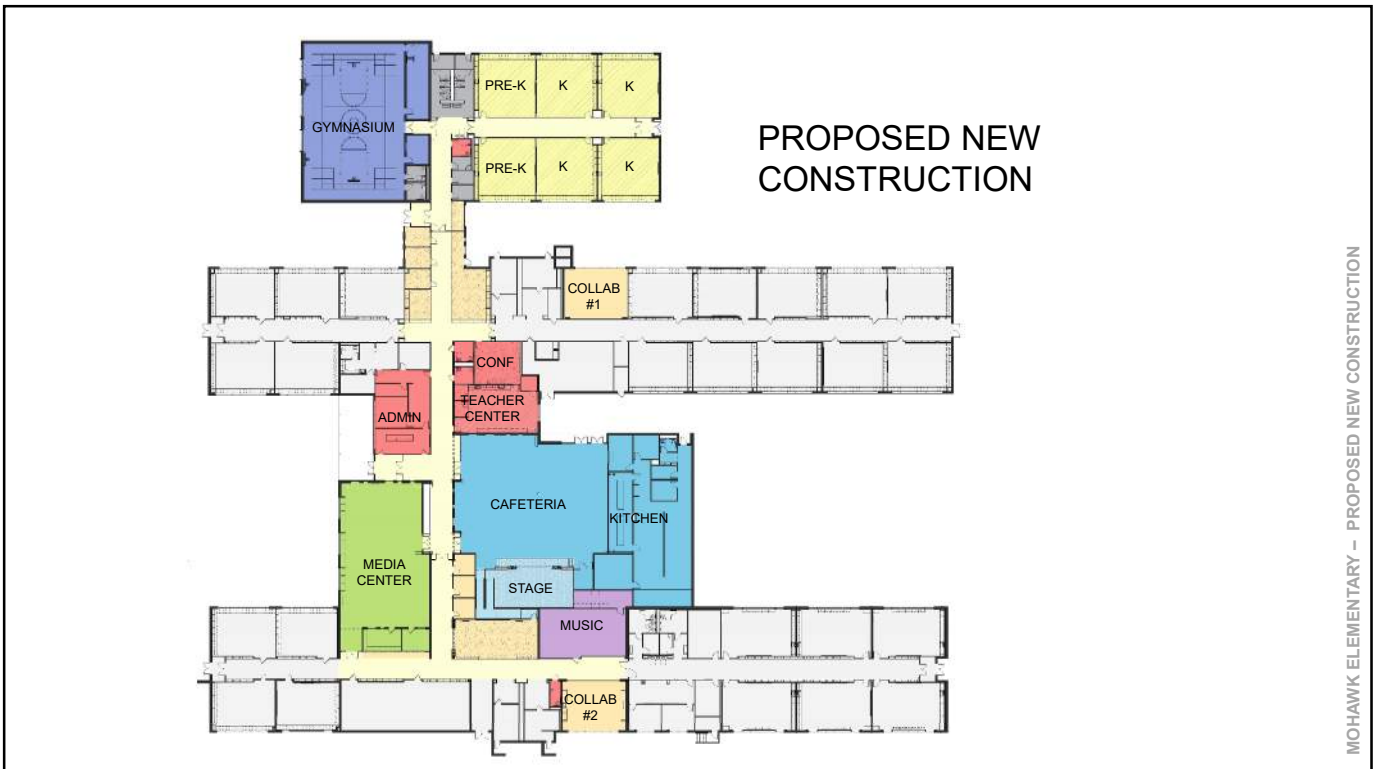 PROPOSED NEW
CONSTRUCTION
PRE-K
K
K
GYMNASIUM
PRE-K
K
K
COLLAB
#1
CONF
TEACHER
CENTER
ADMIN
CAFETERIA
KITCHEN
MEDIA
CENTER
STAGE
MUSIC
COLLAB
#2
MOHAWK ELEMENTARY – PROPOSED NEW CONSTRUCTION